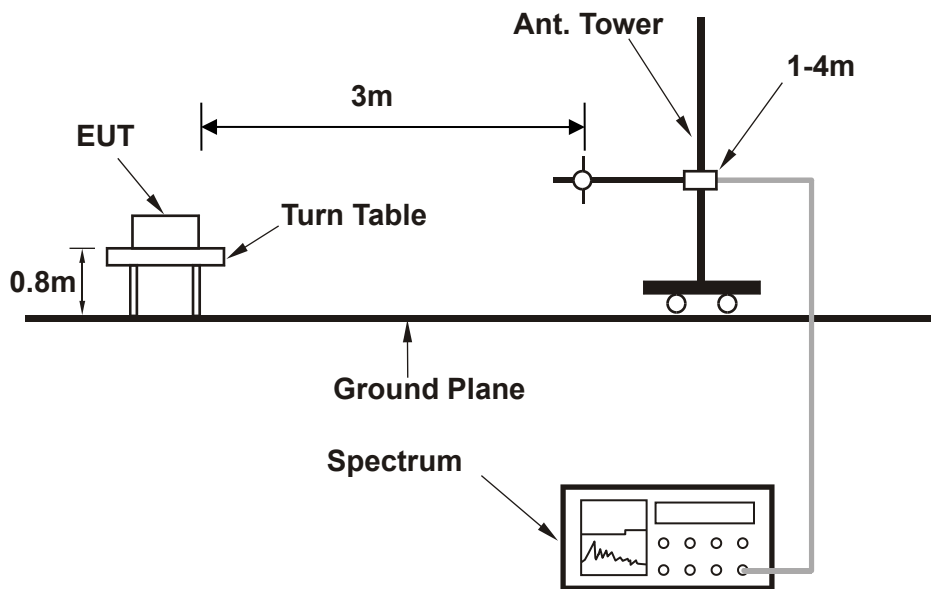 Ant. Tower
1-4m
3m
EUT
Turn Table
0.8m
Ground Plane
Spectrum